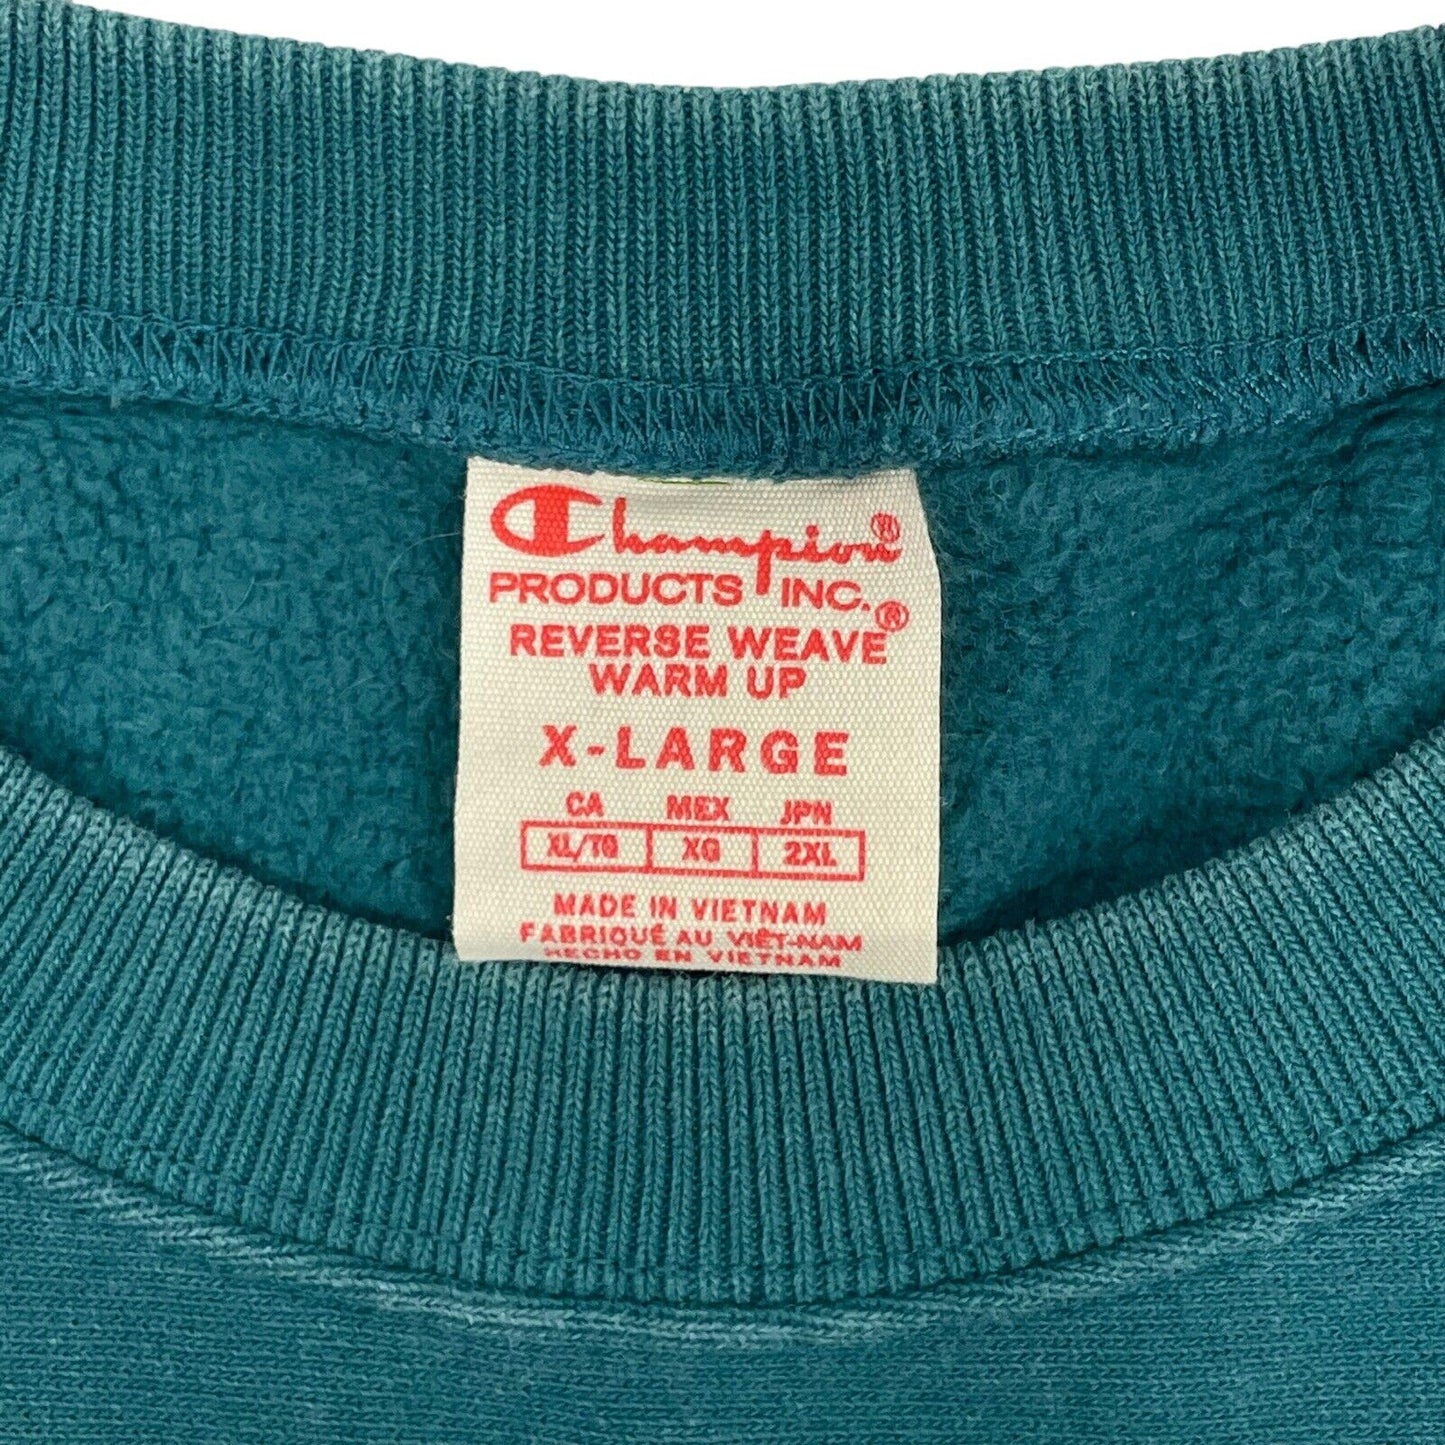 Champion®
PRODUCTS INC.
REVERSE WEAVE®
WARM UP
X-LARGE
CA MEX JPN
XL/TG XG 2XL
MADE IN VIETNAM
FABRIQUÉ AU VIÊT-NAM
HECHO EN VIETNAM